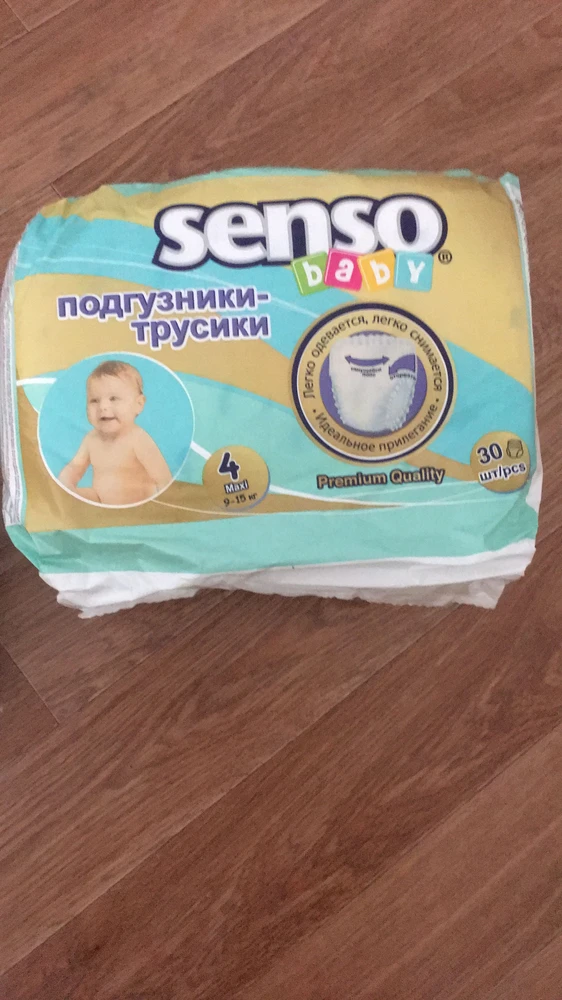 senso
®
baby
подгузники-
трусики
Легко одевается, легко снимается
• Идеальное прилегание •
4
Maxi
9-15 кг
Premium Quality
30
шт/pcs